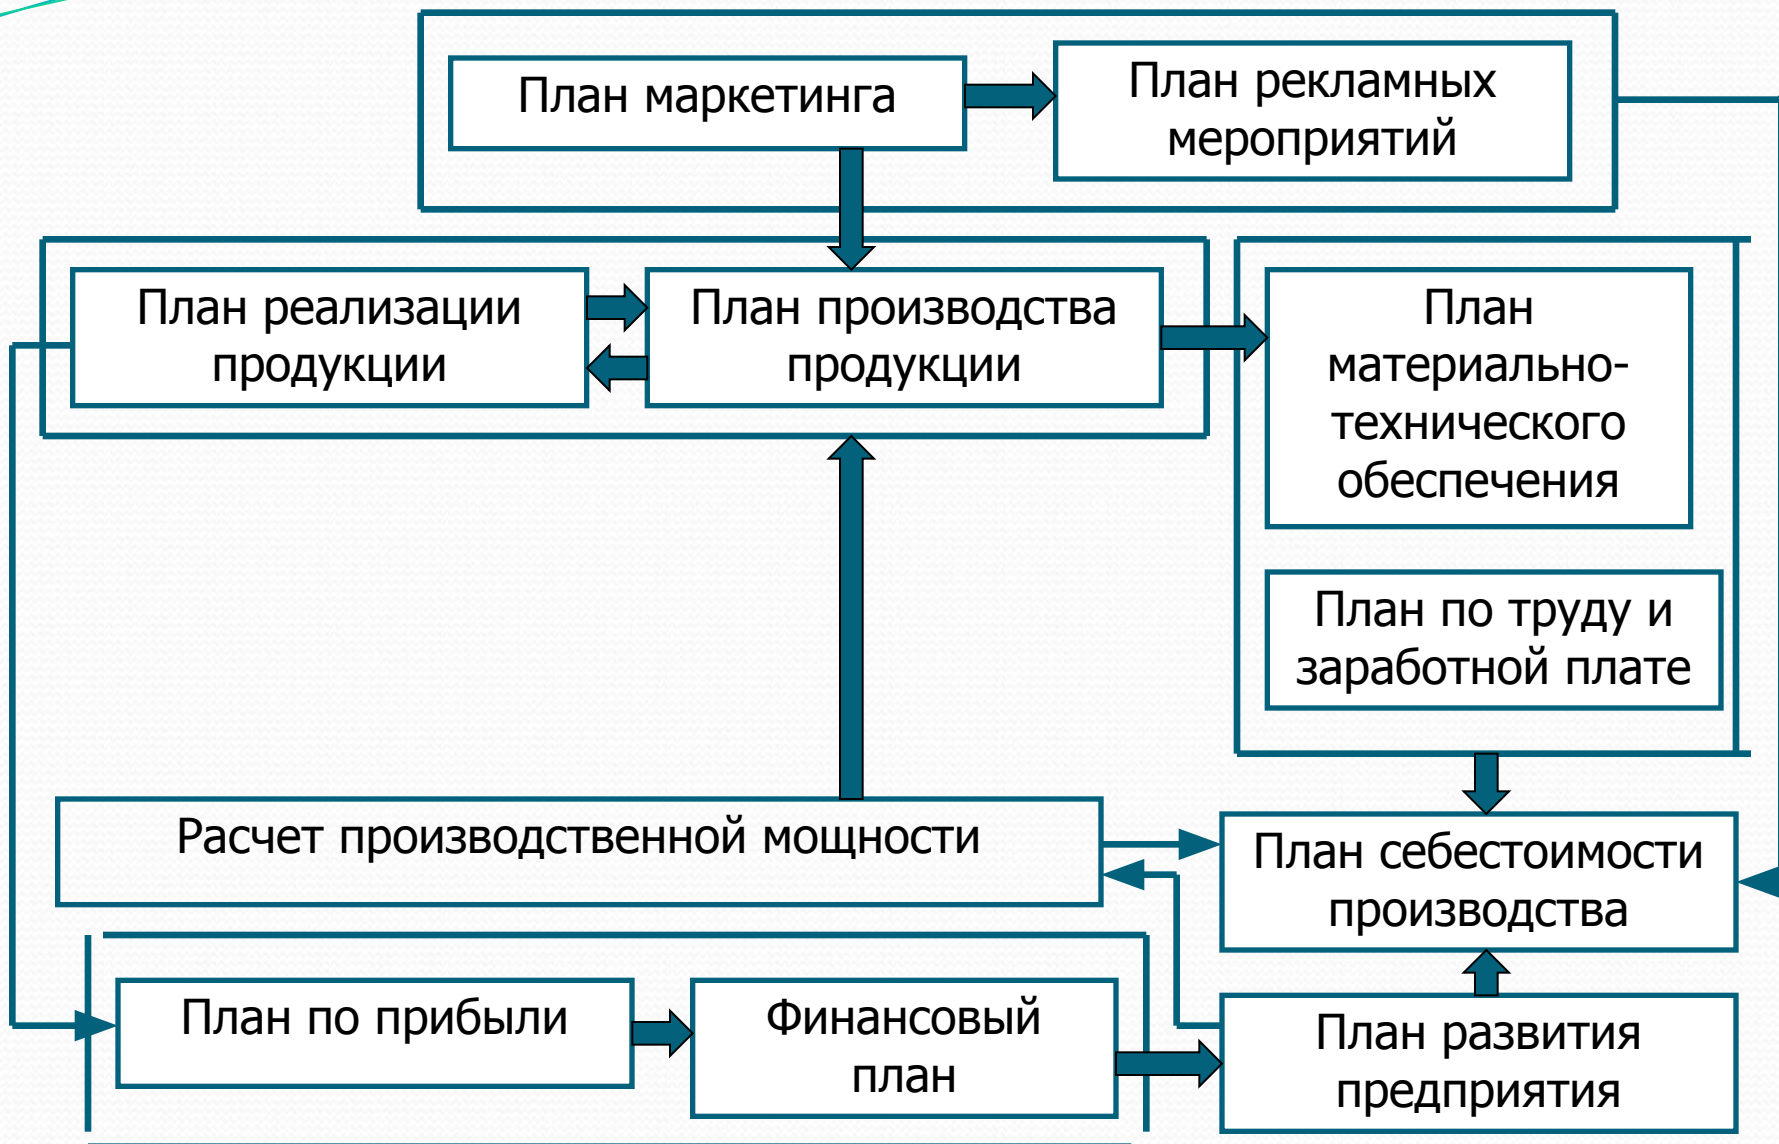 План маркетинга
План рекламных
мероприятий
План реализации
продукции
План производства
продукции
План
материально-
технического
обеспечения
План по труду и
заработной плате
Расчет производственной мощности
План себестоимости
производства
План по прибыли
Финансовый
план
План развития
предприятия